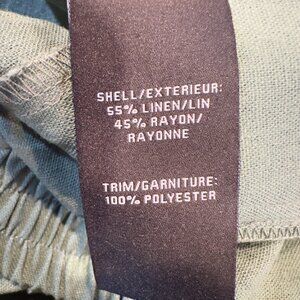 SHELL/EXTERIEUR:
55% LINEN/LIN
45% RAYON/
RAYONNE
TRIM/GARNITURE:
100% POLYESTER